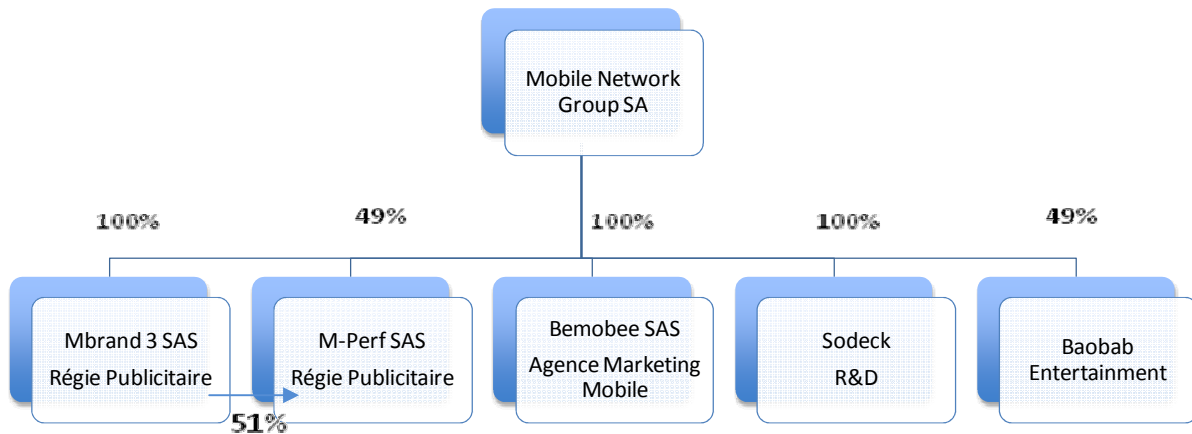 Mobile Network
Group SA
100%
49%
100%
100%
49%
Mbrand 3 SAS
Régie Publicitaire
M-Perf SAS
Régie Publicitaire
Bemobee SAS
Agence Marketing
Mobile
Sodeck
R&D
Baobab
Entertainment
51%